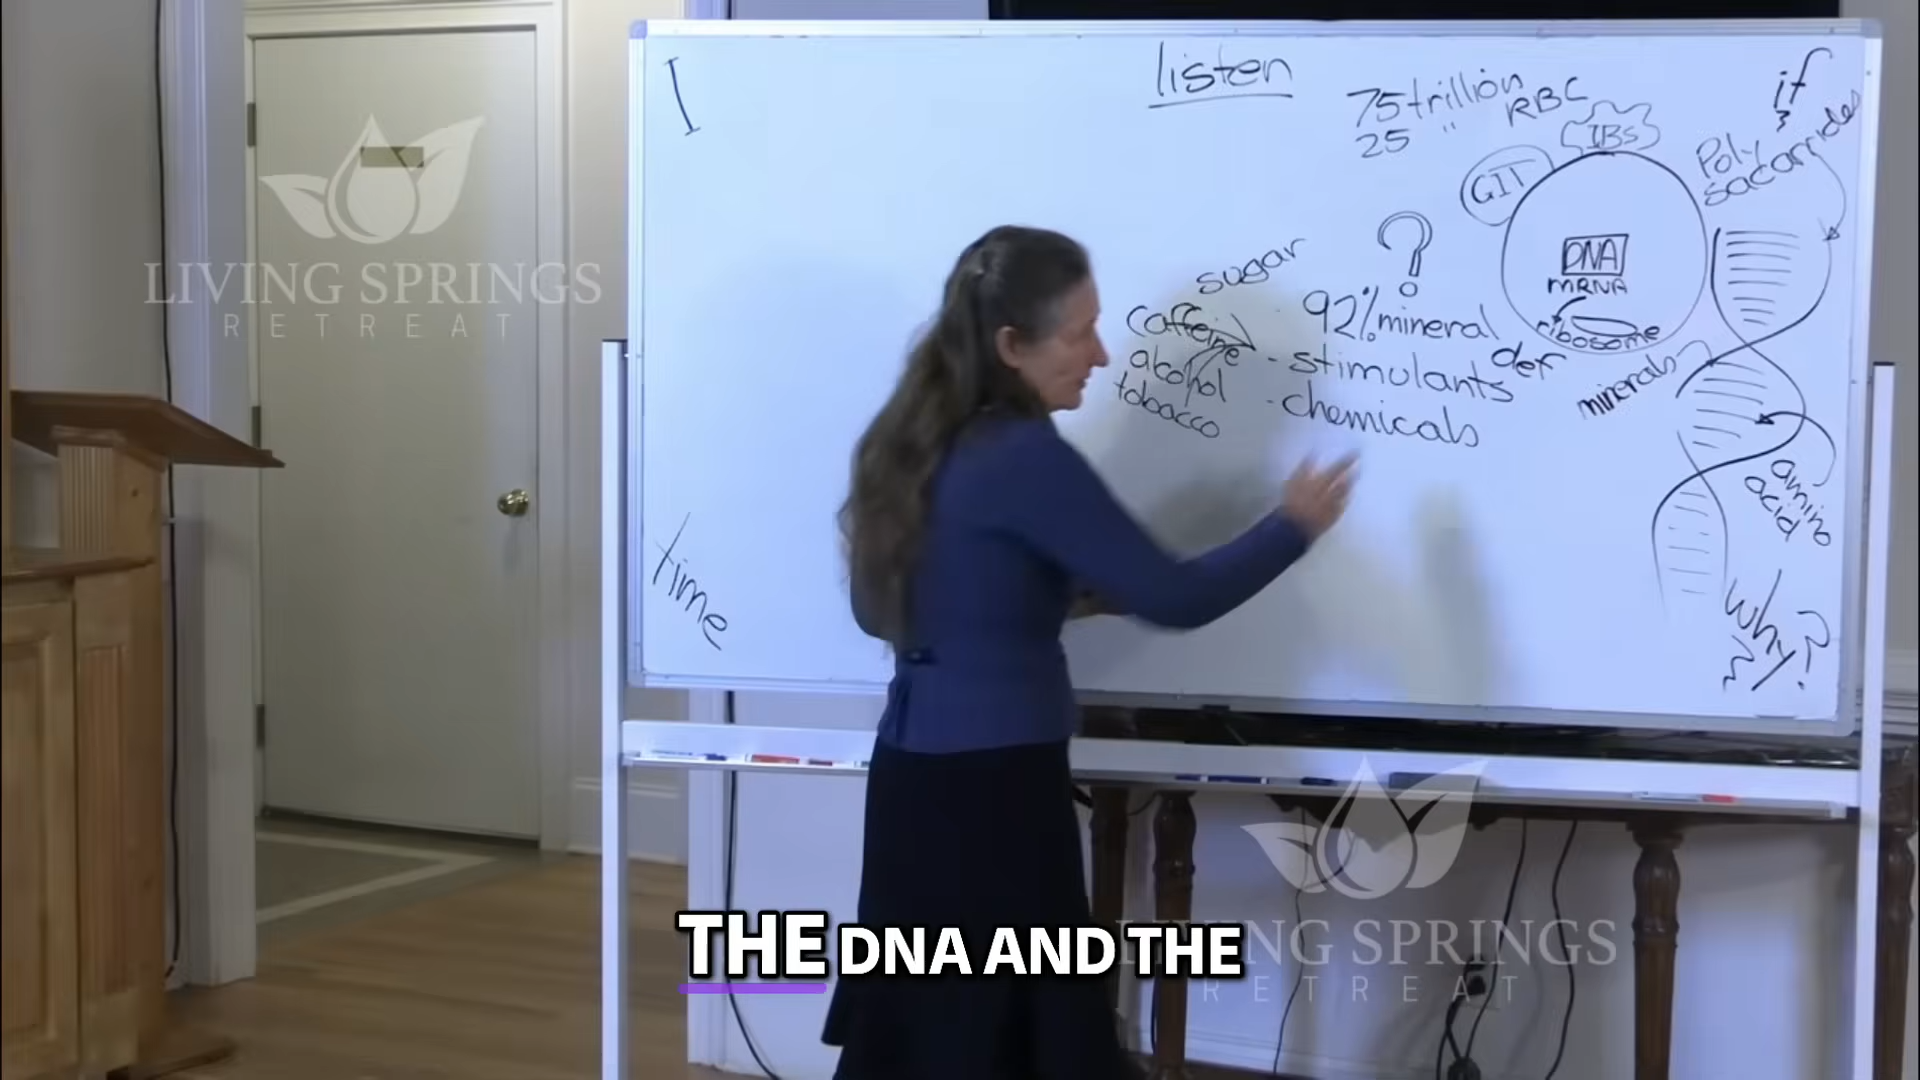 I
listen
75 trillion
25 " RBC
IBS
GIT
if
Poly
sacarrides
DNA
mRNA
ribosome
?
sugar
caffeine
alcohol
tobacco
92% mineral
def
- stimulants
- chemicals
minerals
amino
acid
Why?
time
LIVING SPRINGS
RETREAT
THE DNA AND THE
LIVING SPRINGS
RETREAT